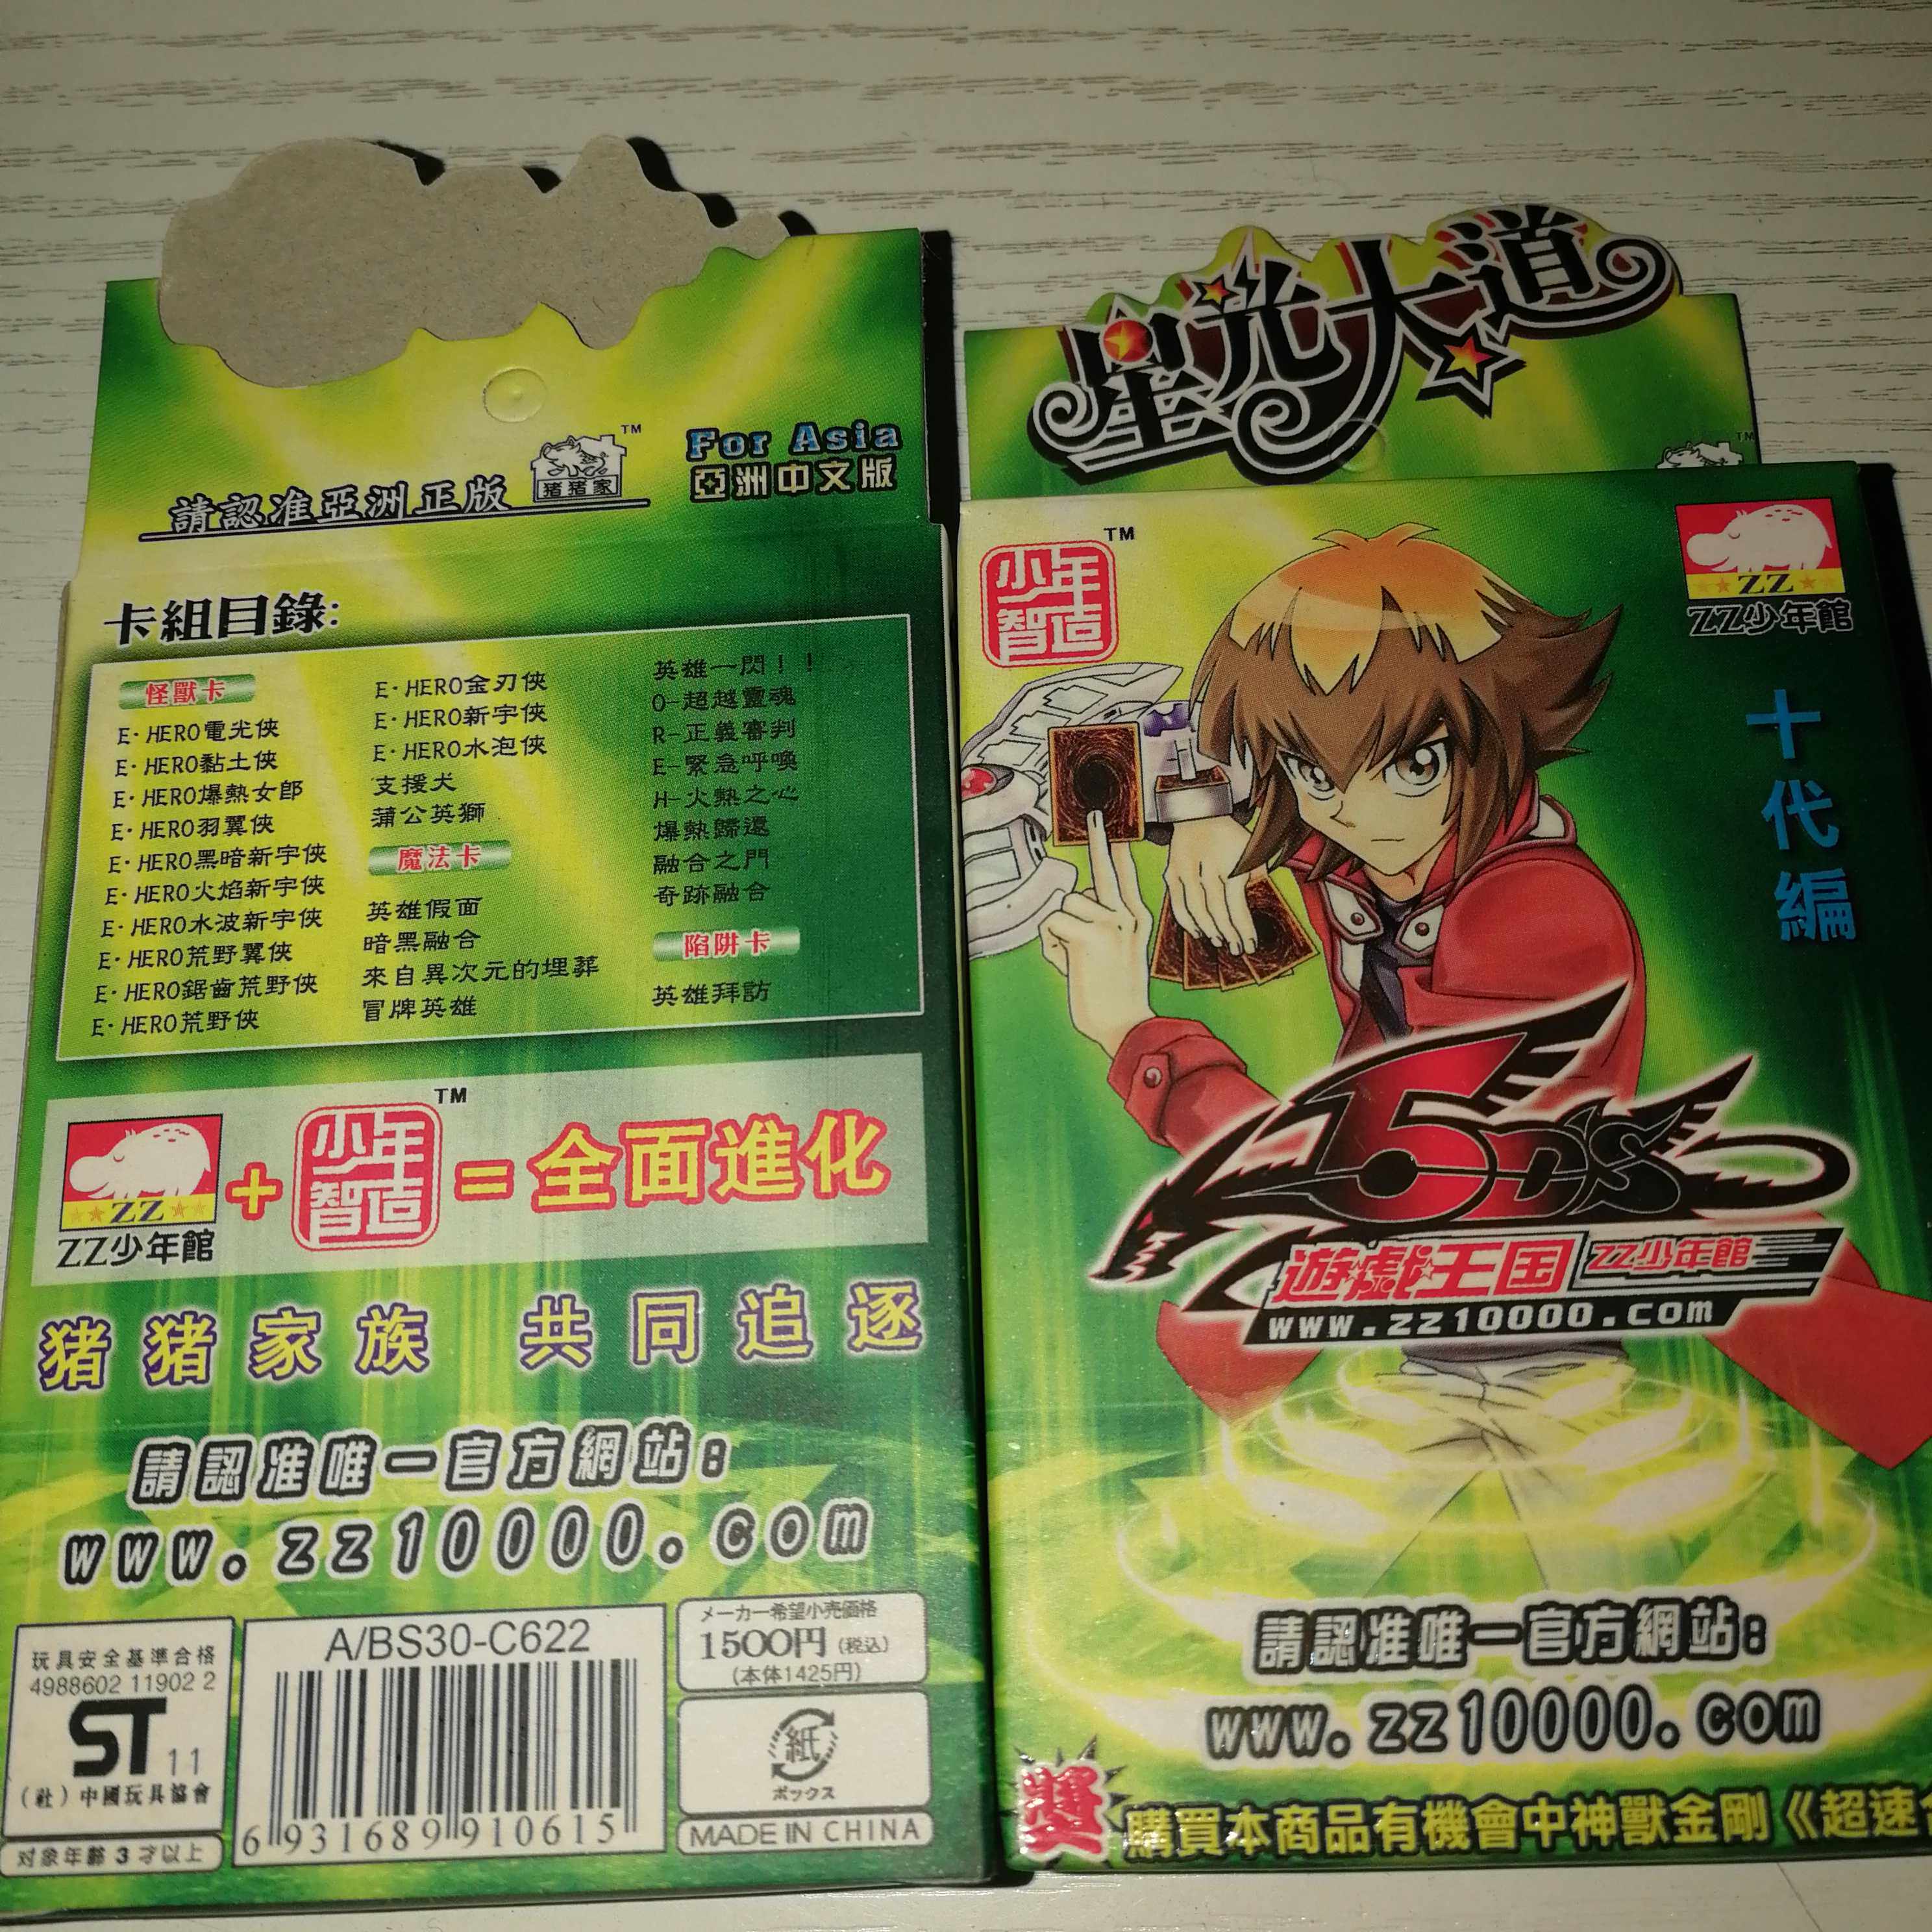 猪猪家
TM
For Asia
亞洲中文版
請認准亞洲正版
卡組目錄:
怪獸卡
E·HERO電光俠
E·HERO黏土俠
E·HERO爆熱女郎
E·HERO羽翼俠
E·HERO黑暗新宇俠
E·HERO火焰新宇俠
E·HERO水波新宇俠
E·HERO荒野翼俠
E·HERO鋸齒荒野俠
E·HERO荒野俠
E·HERO金刃俠
E·HERO新宇俠
E·HERO水泡俠
支援犬
蒲公英獅
魔法卡
英雄假面
暗黑融合
來自異次元的埋葬
冒牌英雄
英雄一閃！！
O-超越靈魂
R-正義審判
E-緊急呼喚
H-火熱之心
爆熱歸還
融合之門
奇跡融合
陷阱卡
英雄拜訪
ZZ
ZZ少年館
+
少年智造
TM
=全面進化
猪猪家族 共同追逐
請認准唯一官方網站:
www.zz10000.com
玩具安全基準合格
4988602 11902 2
ST 11
(社)中國玩具協會
对象年齡3才以上
A/BS30-C622
6 931689 910615
メーカー希望小売価格
1500円(税込)
(本体1425円)
紙
ボックス
MADE IN CHINA
星光大道
TM
少年智造
TM
ZZ
ZZ少年館
十代編
5D's
遊戯王国 ZZ少年館
www.zz10000.com
請認准唯一官方網站:
www.zz10000.com
獎
購買本商品有機會中神獸金剛《超速